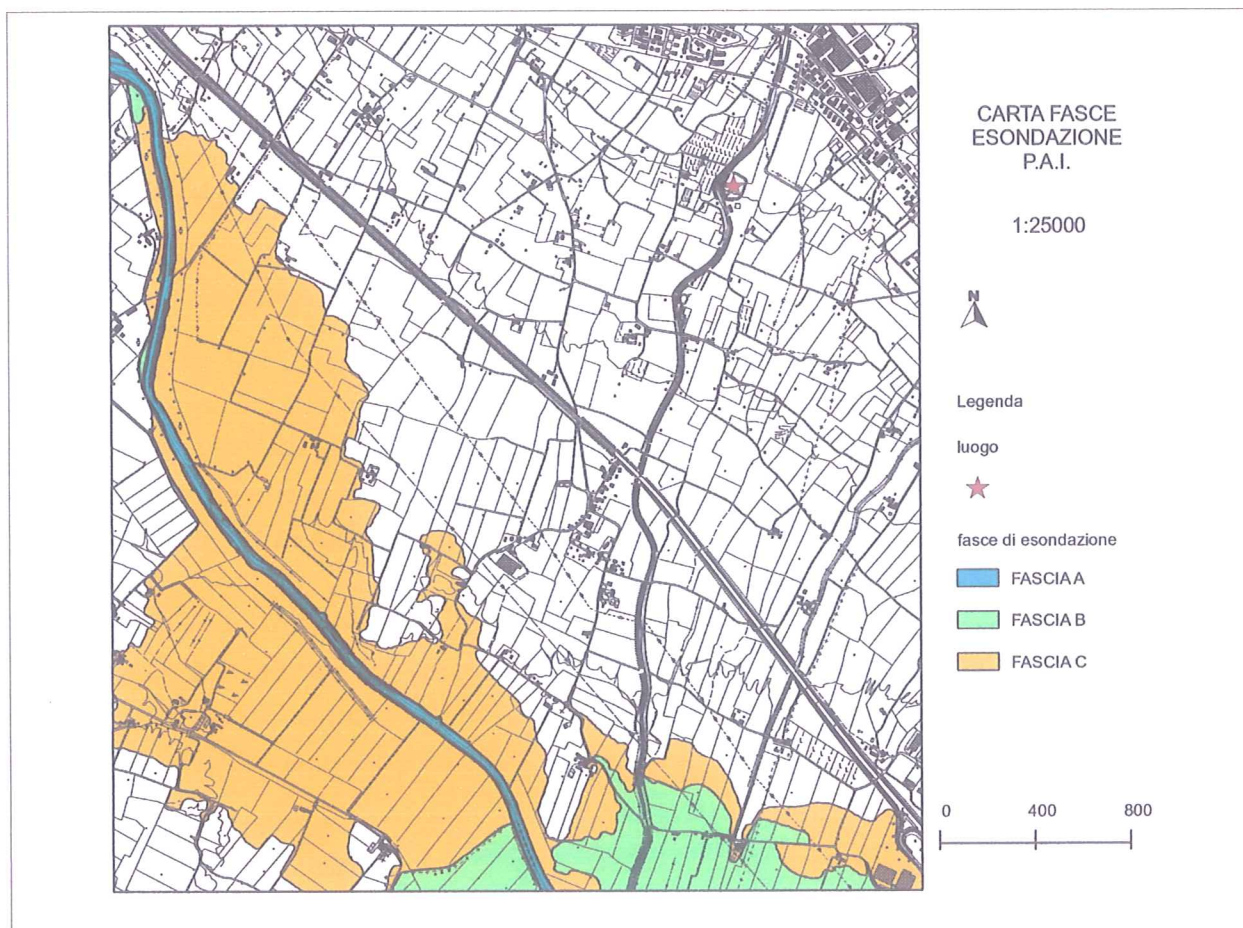 CARTA FASCE
ESONDAZIONE
P.A.I.
1:25000
N
Legenda
luogo
fasce di esondazione
FASCIA A
FASCIA B
FASCIA C
0 400 800